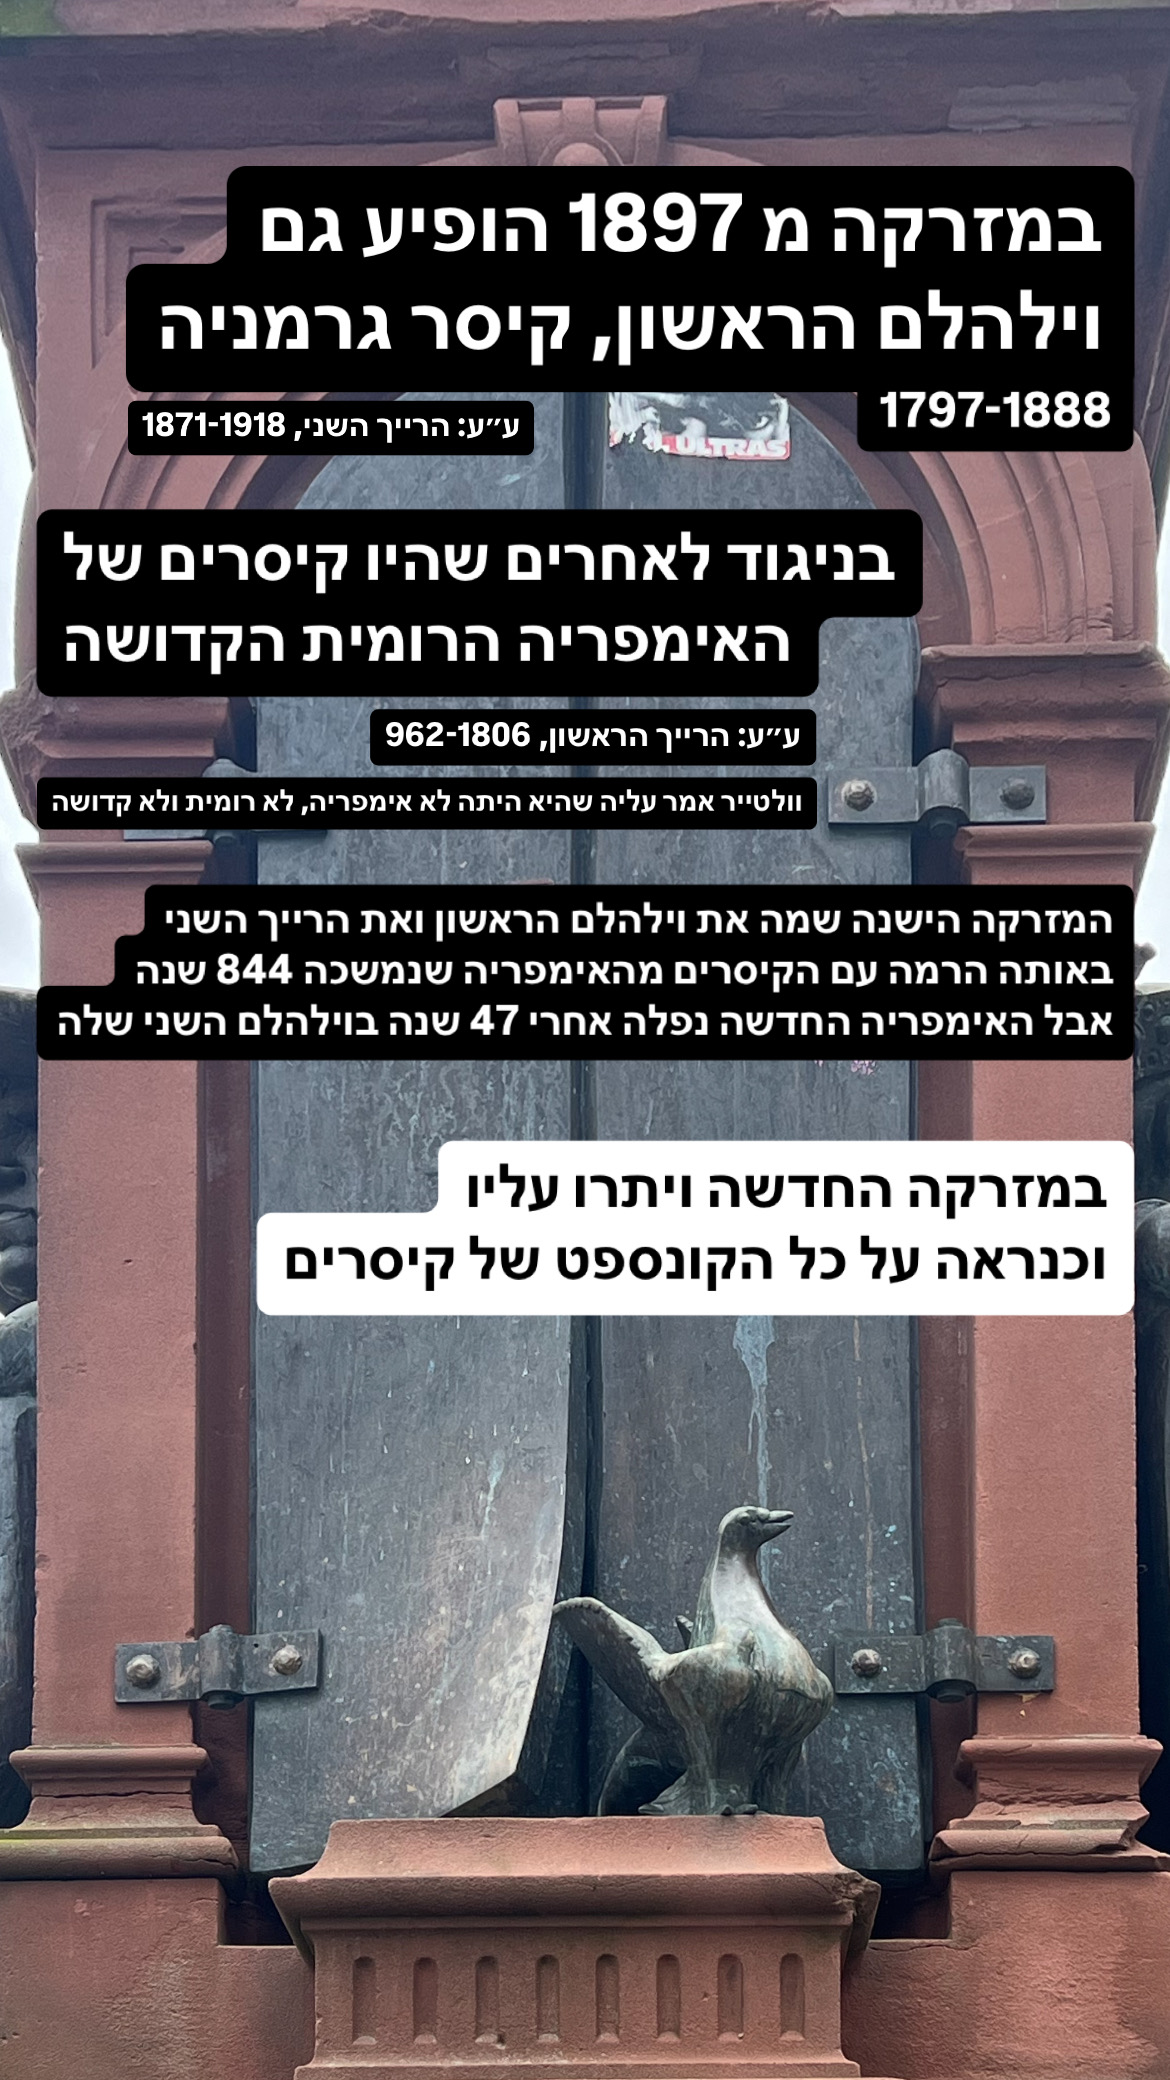 במזרקה מ 1897 הופיע גם
וילהלם הראשון, קיסר גרמניה
1797-1888
ע״ע: הרייך השני, 1871-1918
ULTRAS
בניגוד לאחרים שהיו קיסרים של
האימפריה הרומית הקדושה
ע״ע: הרייך הראשון, 962-1806
וולטייר אמר עליה שהיא היתה לא אימפריה, לא רומית ולא קדושה
המזרקה הישנה שמה את וילהלם הראשון ואת הרייך השני
באותה הרמה עם הקיסרים מהאימפריה שנמשכה 844 שנה
אבל האימפריה החדשה נפלה אחרי 47 שנה בוילהלם השני שלה
במזרקה החדשה ויתרו עליו
וכנראה על כל הקונספט של קיסרים